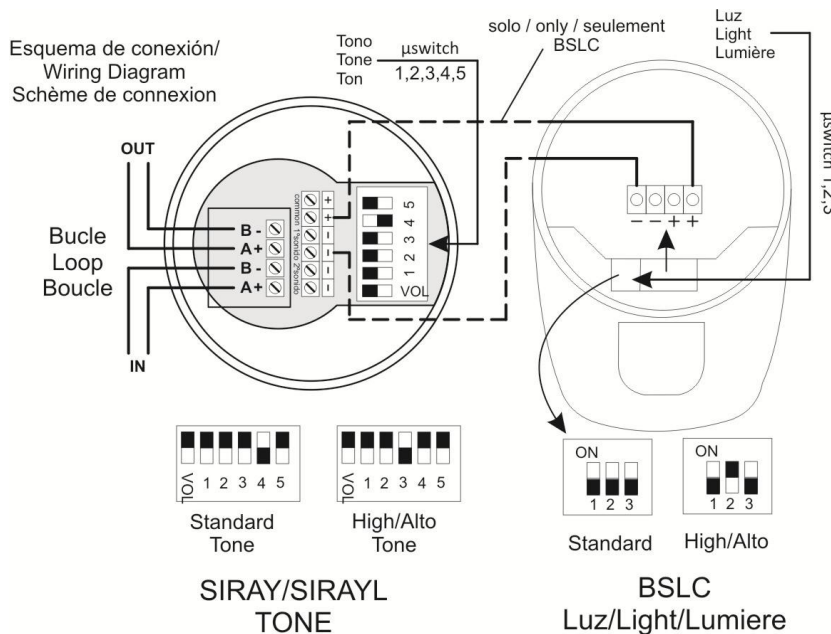 Esquema de conexión/
Wiring Diagram
Schème de connexion
Tono
Tone
Ton
µswitch
1,2,3,4,5
solo / only / seulement
BSLC
Luz
Light
Lumière
µswitch 1,2,3
OUT
Bucle
Loop
Boucle
IN
B -
A+
B -
A+
common 1ºsonido 2ºsonido
+
+
-
-
-
-
5
4
3
2
1
VOL
- - + +
VOL 1 2 3 4 5
Standard
Tone
VOL 1 2 3 4 5
High/Alto
Tone
SIRAY/SIRAYL
TONE
ON
1 2 3
Standard
ON
1 2 3
High/Alto
BSLC
Luz/Light/Lumiere